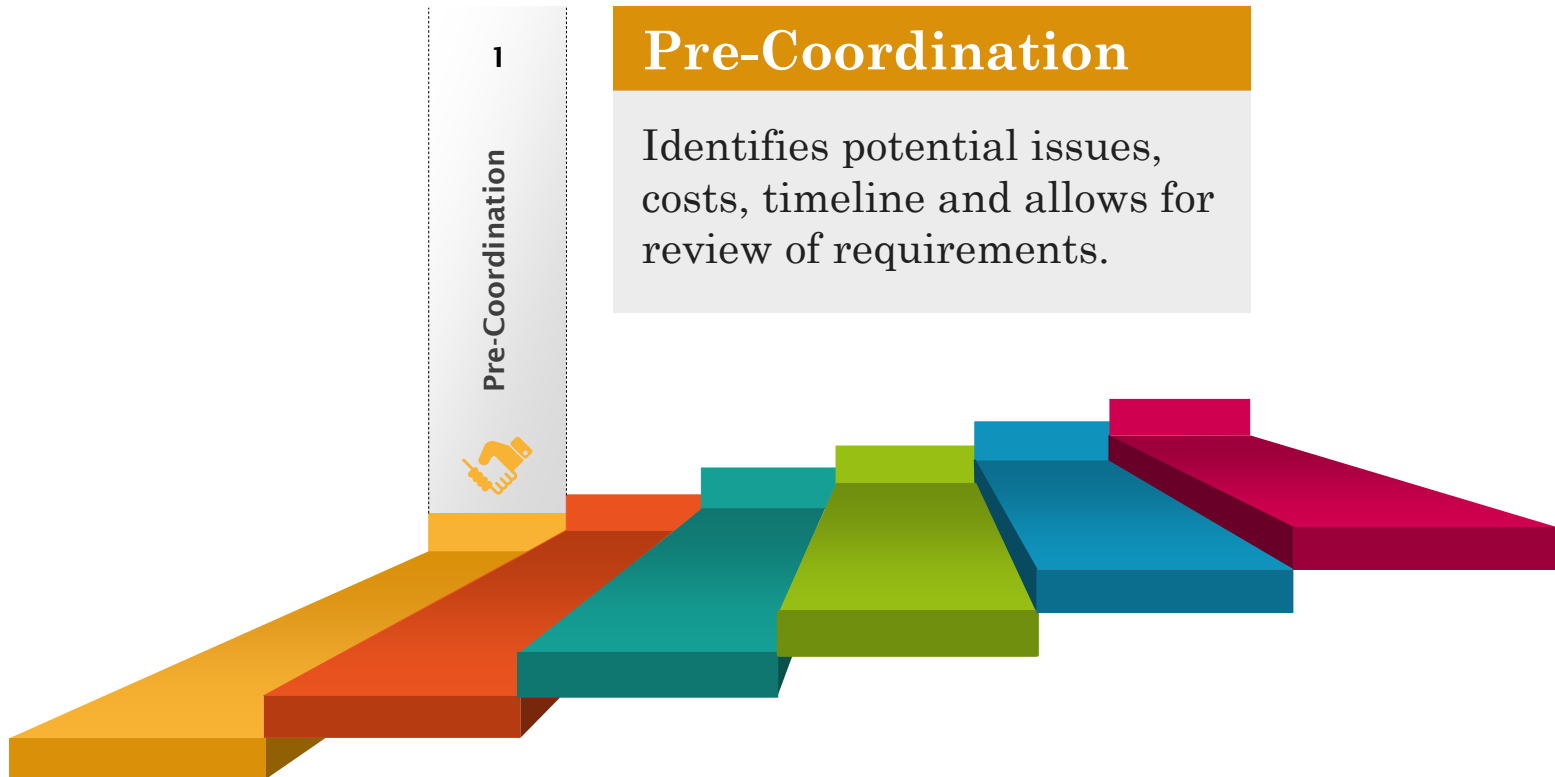 1
Pre-Coordination
Pre-Coordination
Identifies potential issues,
costs, timeline and allows for
review of requirements.